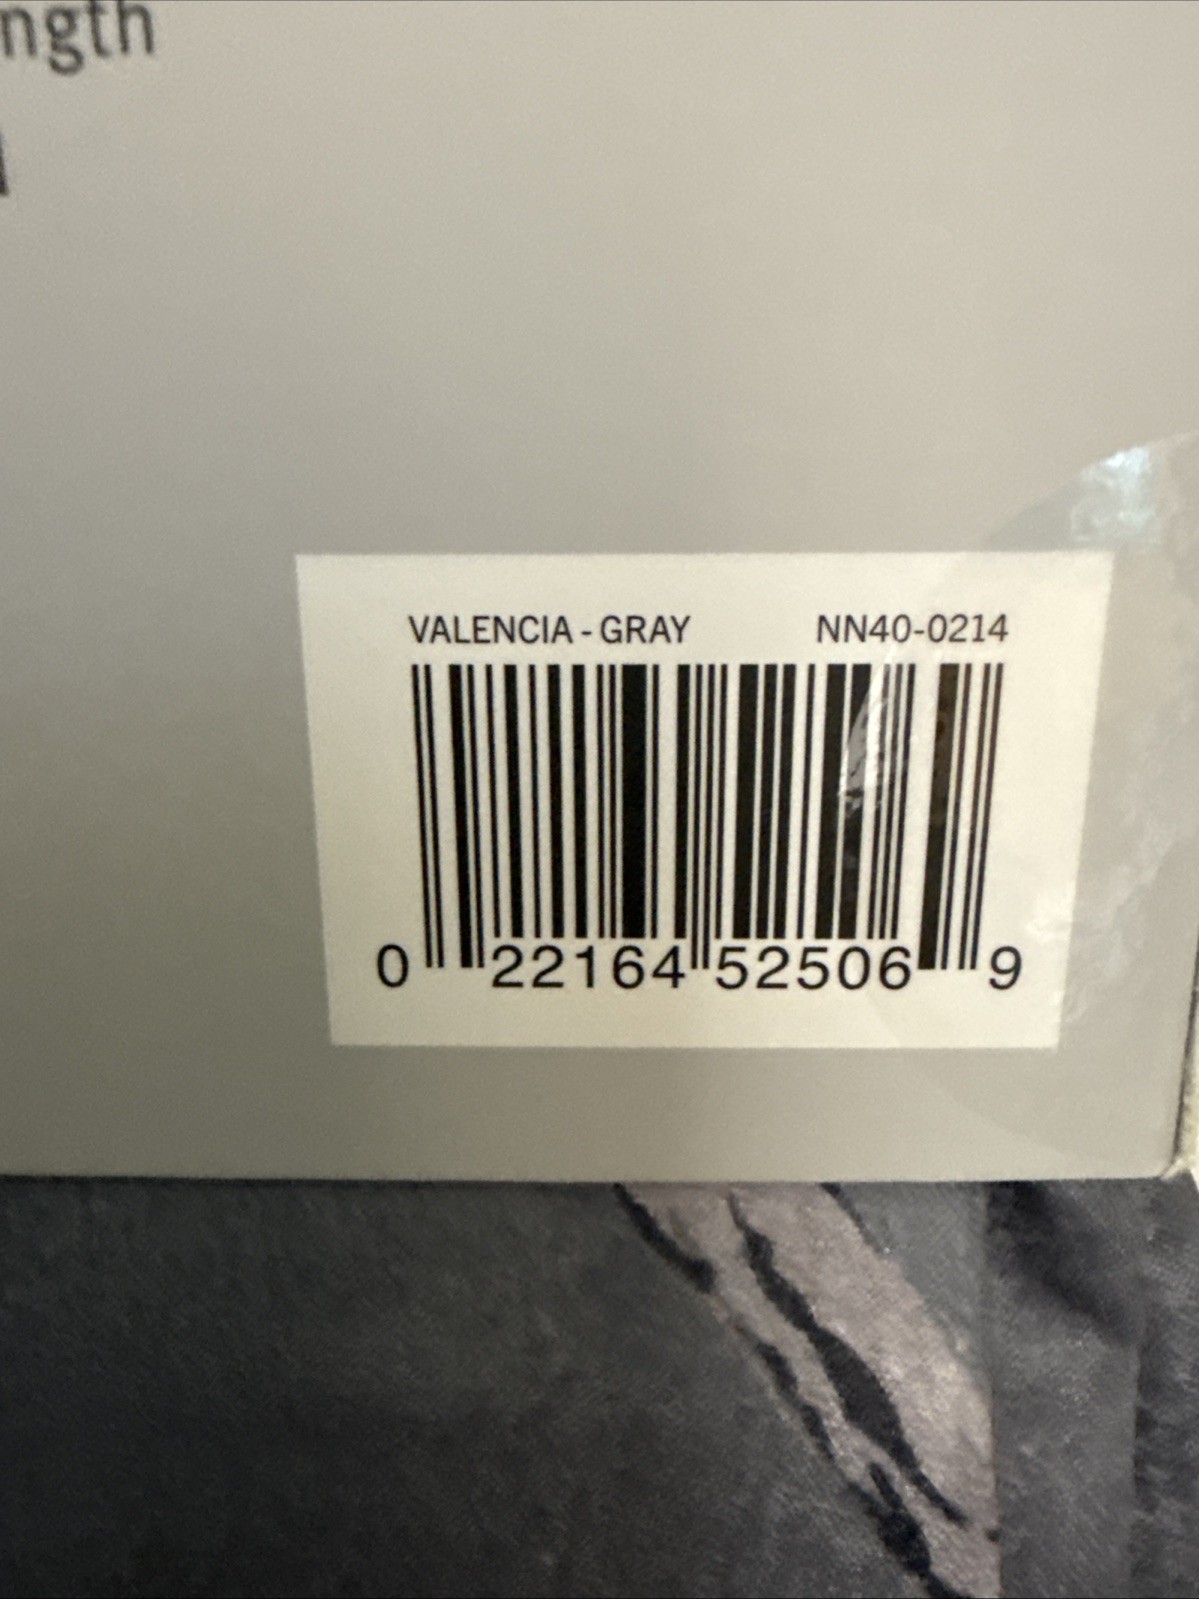 ngth
VALENCIA - GRAY NN40-0214
0 22164 52506 9